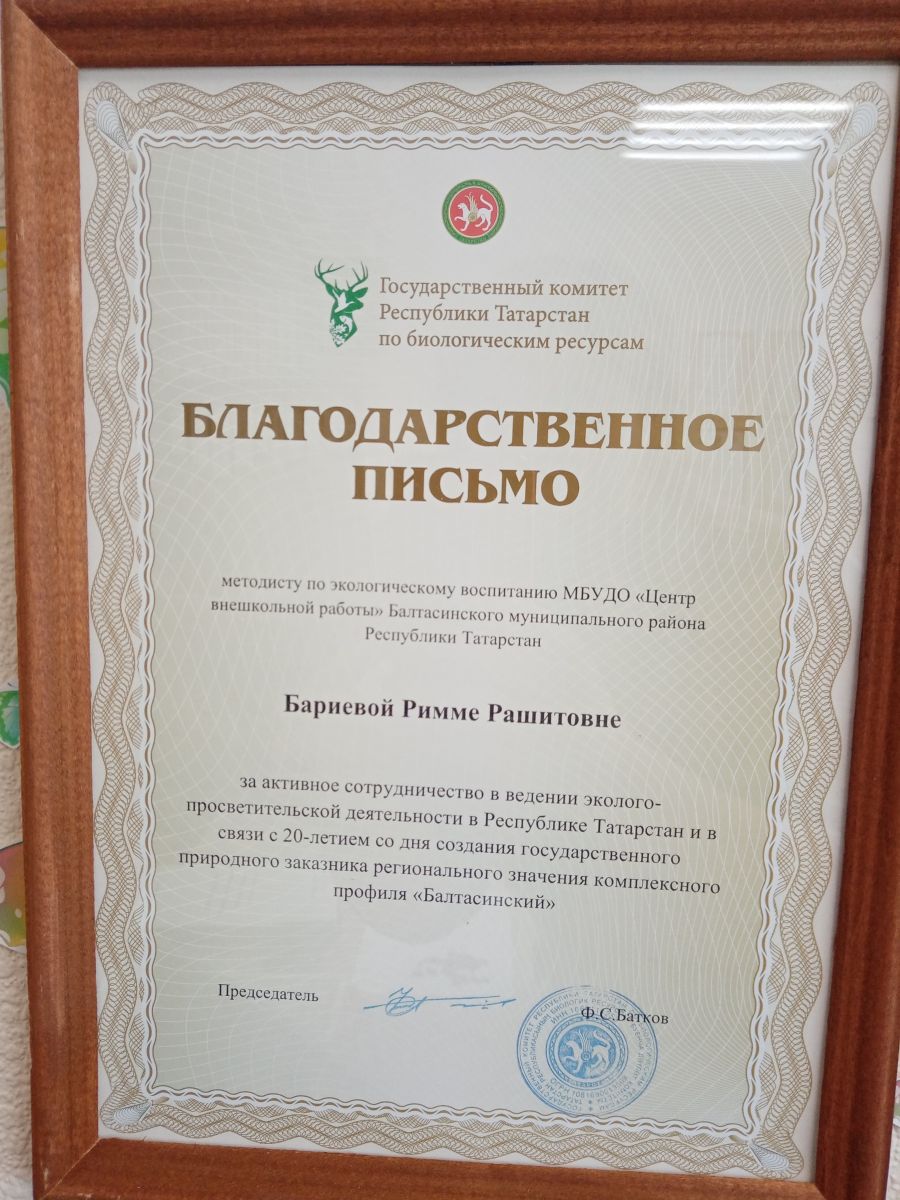 Государственный комитет
Республики Татарстан
по биологическим ресурсам
БЛАГОДАРСТВЕННОЕ
ПИСЬМО
методисту по экологическому воспитанию МБУДО «Центр
внешкольной работы» Балтасинского муниципального района
Республики Татарстан
Бариевой Римме Рашитовне
за активное сотрудничество в ведении эколого-
просветительской деятельности в Республике Татарстан и в
связи с 20-летием со дня создания государственного
природного заказника регионального значения комплексного
профиля «Балтасинский»
Председатель
Ф.С.Батков